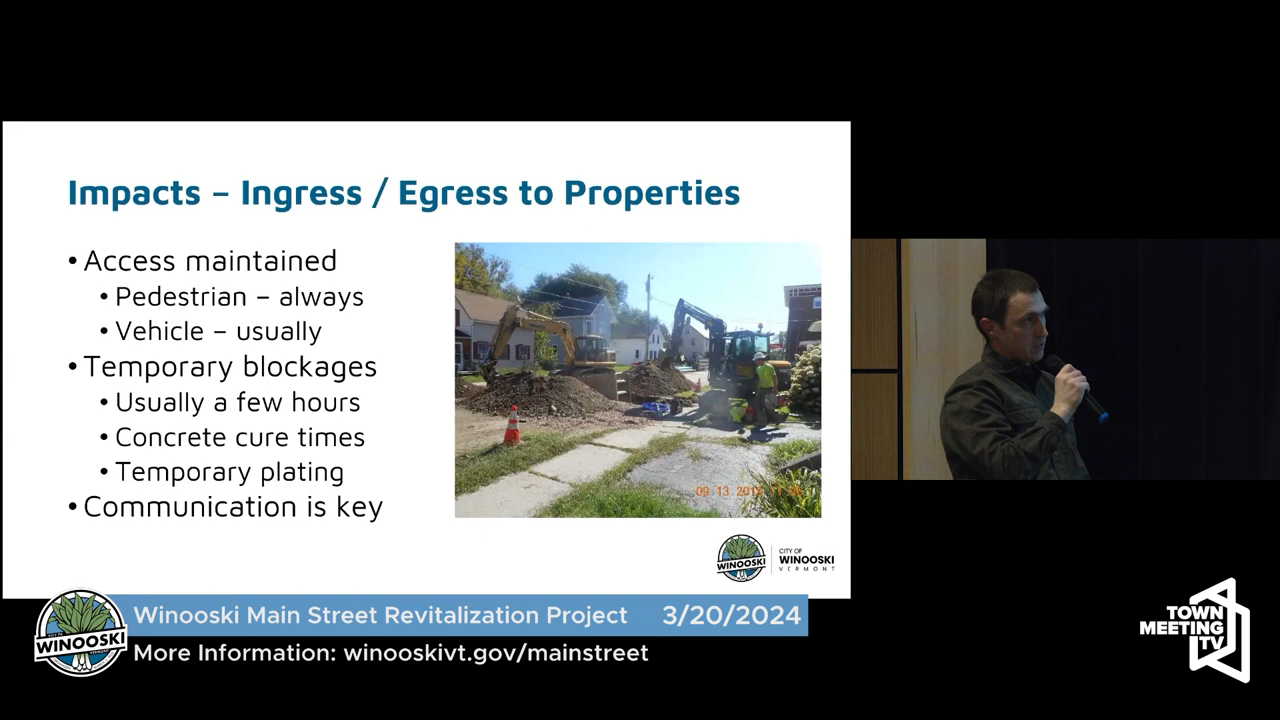 Impacts – Ingress / Egress to Properties
• Access maintained
• Pedestrian – always
• Vehicle – usually
• Temporary blockages
• Usually a few hours
• Concrete cure times
• Temporary plating
• Communication is key
CITY OF
WINOOSKI
VERMONT
WINOOSKI
Winooski Main Street Revitalization Project 3/20/2024
More Information: winooskivt.gov/mainstreet
WINOOSKI
TOWN
MEETING
TV